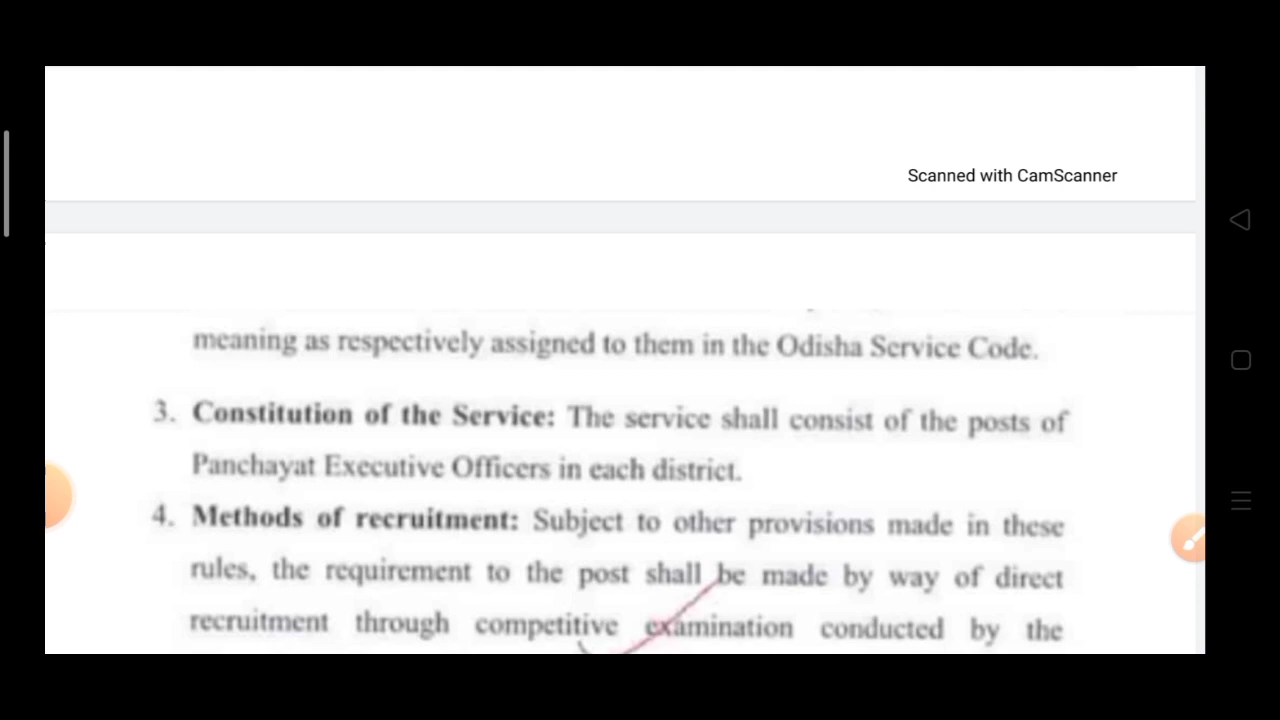 Scanned with CamScanner
meaning as respectively assigned to them in the Odisha Service Code.
3. Constitution of the Service: The service shall consist of the posts of
Panchayat Executive Officers in each district.
4. Methods of recruitment: Subject to other provisions made in these
rules, the requirement to the post shall be made by way of direct
recruitment through competitive examination conducted by the